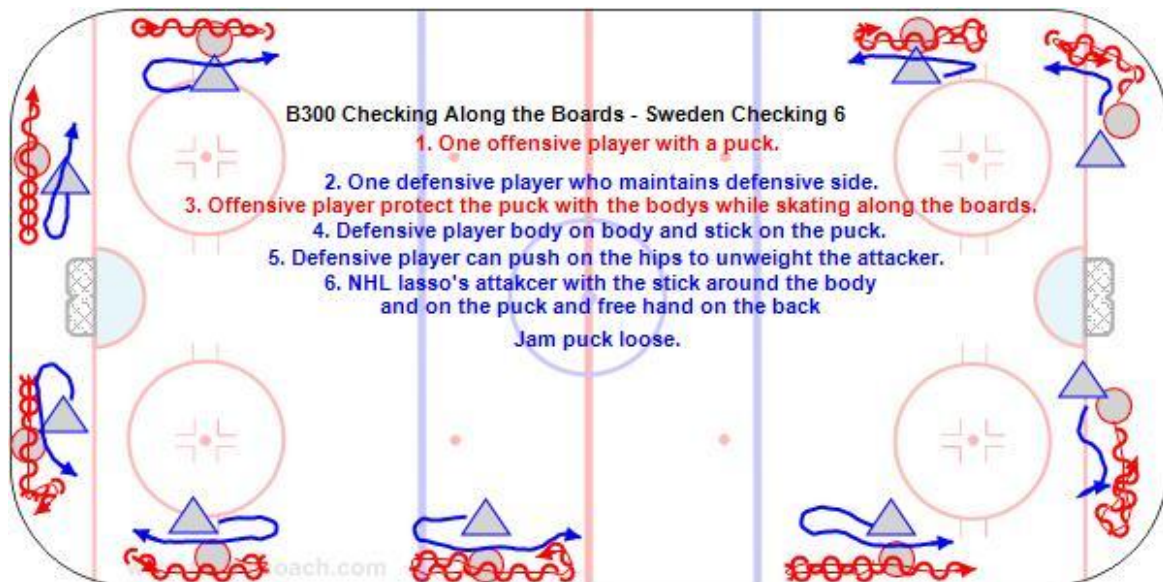 B300 Checking Along the Boards - Sweden Checking 6
1. One offensive player with a puck.
2. One defensive player who maintains defensive side.
3. Offensive player protect the puck with the bodys while skating along the boards.
4. Defensive player body on body and stick on the puck.
5. Defensive player can push on the hips to unweight the attacker.
6. NHL lasso's attakcer with the stick around the body
and on the puck and free hand on the back
Jam puck loose.
oach.com